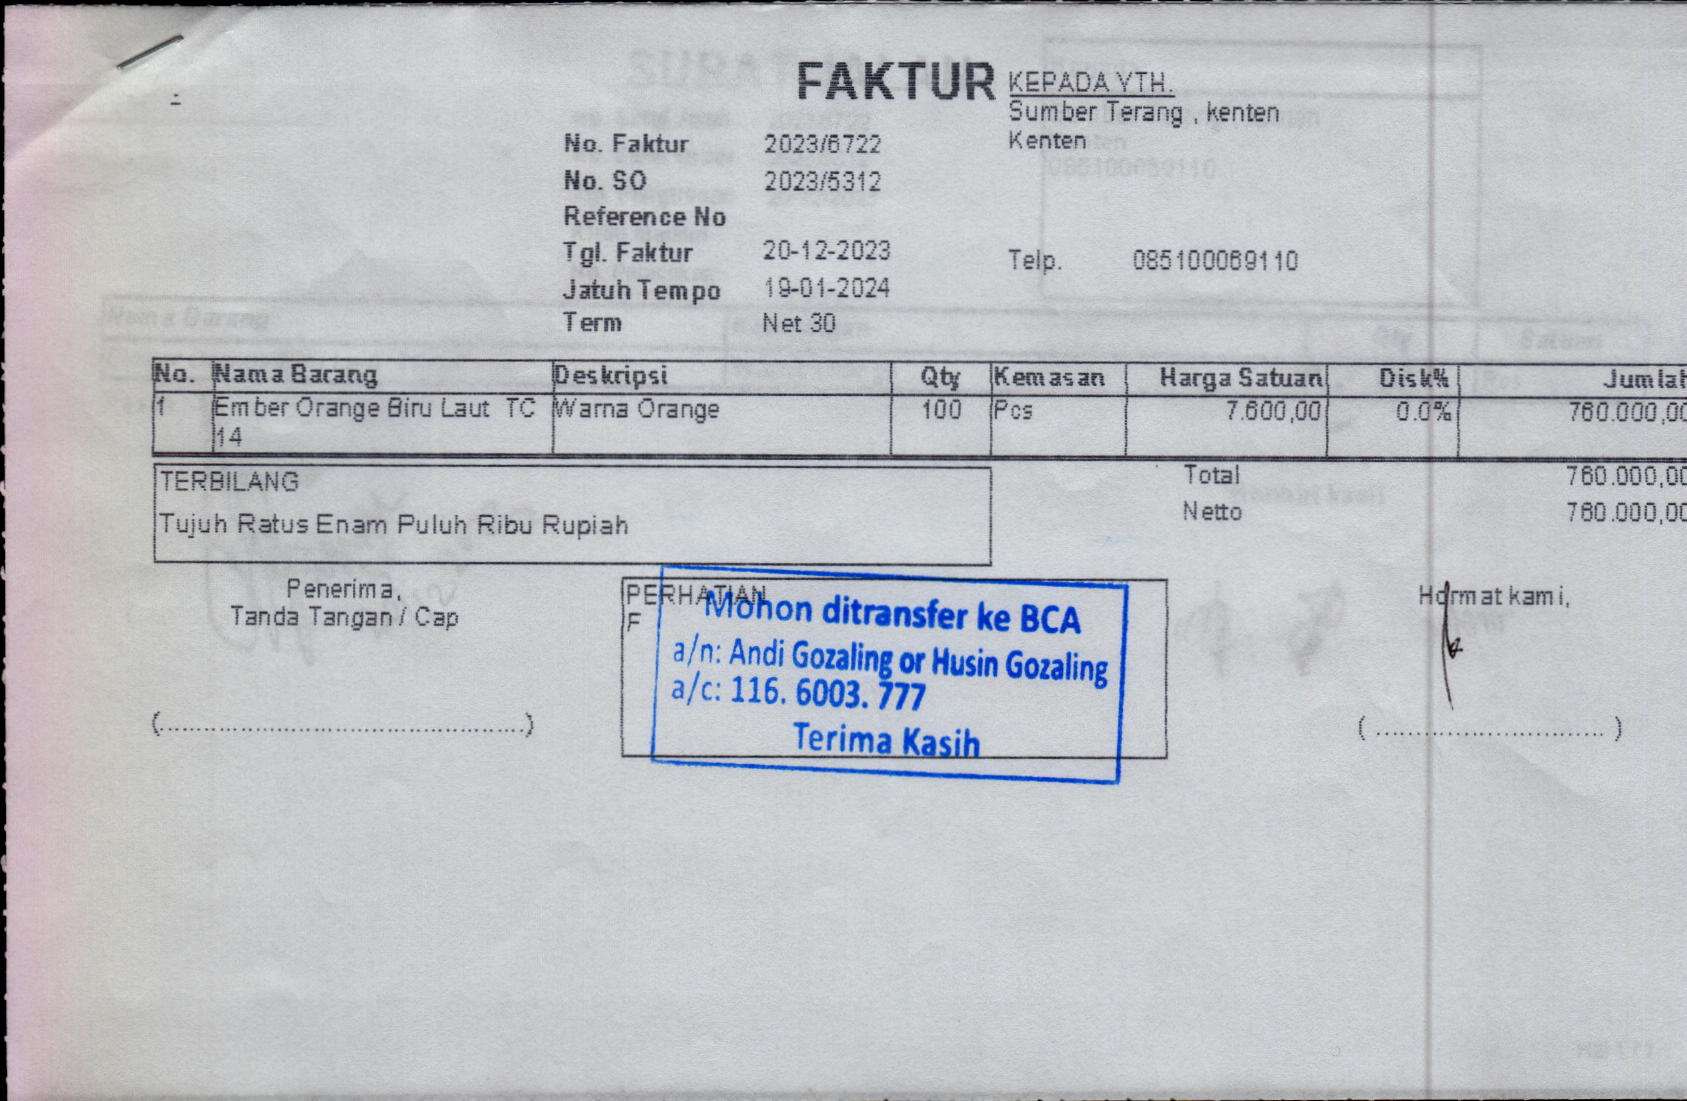 FAKTUR
KEPADA YTH.
Sumber Terang , kenten
Kenten
No. Faktur 2023/6722
No. SO 2023/5312
Reference No
Tgl. Faktur 20-12-2023
Telp. 085100069110
Jatuh Tempo 19-01-2024
Term Net 30
No. Nama Barang Deskripsi Qty Kemasan Harga Satuan Disk% Jumlah
1 Ember Orange Biru Laut TC Warna Orange 100 Pcs 7.600,00 0.0% 760.000,00
14
TERBILANG
Tujuh Ratus Enam Puluh Ribu Rupiah
Total 760.000,00
Netto 760.000,00
Penerima,
Tanda Tangan / Cap
(..............................................)
PERHATIAN
F
Mohon ditransfer ke BCA
a/n: Andi Gozaling or Husin Gozaling
a/c: 116. 6003. 777
Terima Kasih
Hormat kami,
( ............................ )